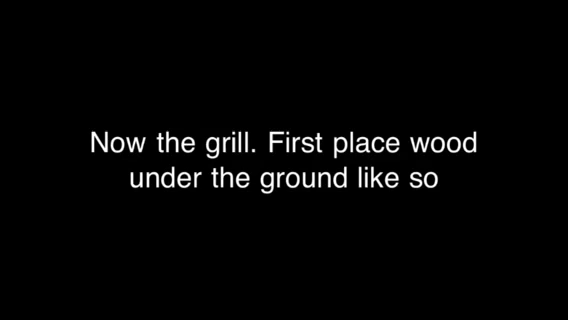 Now the grill. First place wood
under the ground like so